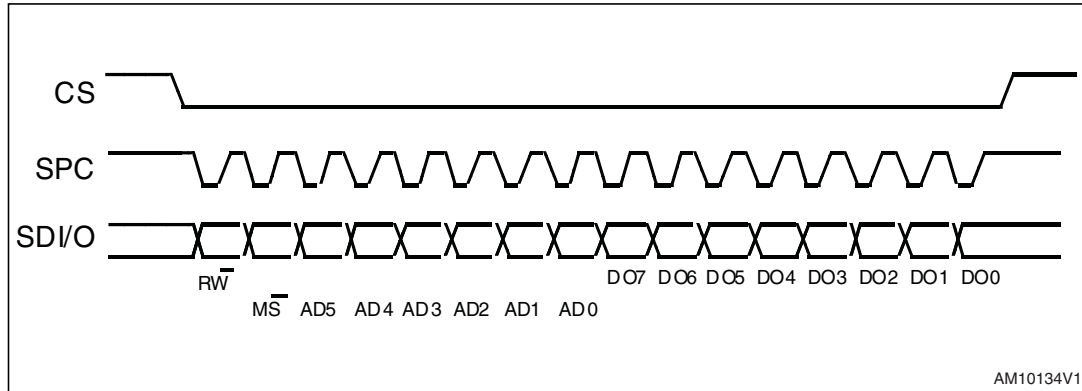 CS
SPC
SDI/O
RW
DO7 DO6 DO5 DO4 DO3 DO2 DO1 DO0
MS AD5 AD4 AD3 AD2 AD1 AD0
AM10134V1